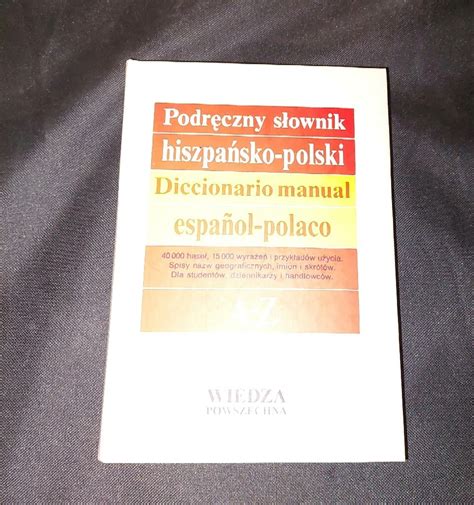 Podręczny słownik
hiszpańsko-polski
Diccionario manual
español-polaco
40 000 haseł, 15 000 wyrażeń i przykładów użycia.
Spisy nazw geograficznych, imion i skrótów.
Dla studentów, dziennikarzy i handlowców.
A-Z
WIEDZA
POWSZECHNA